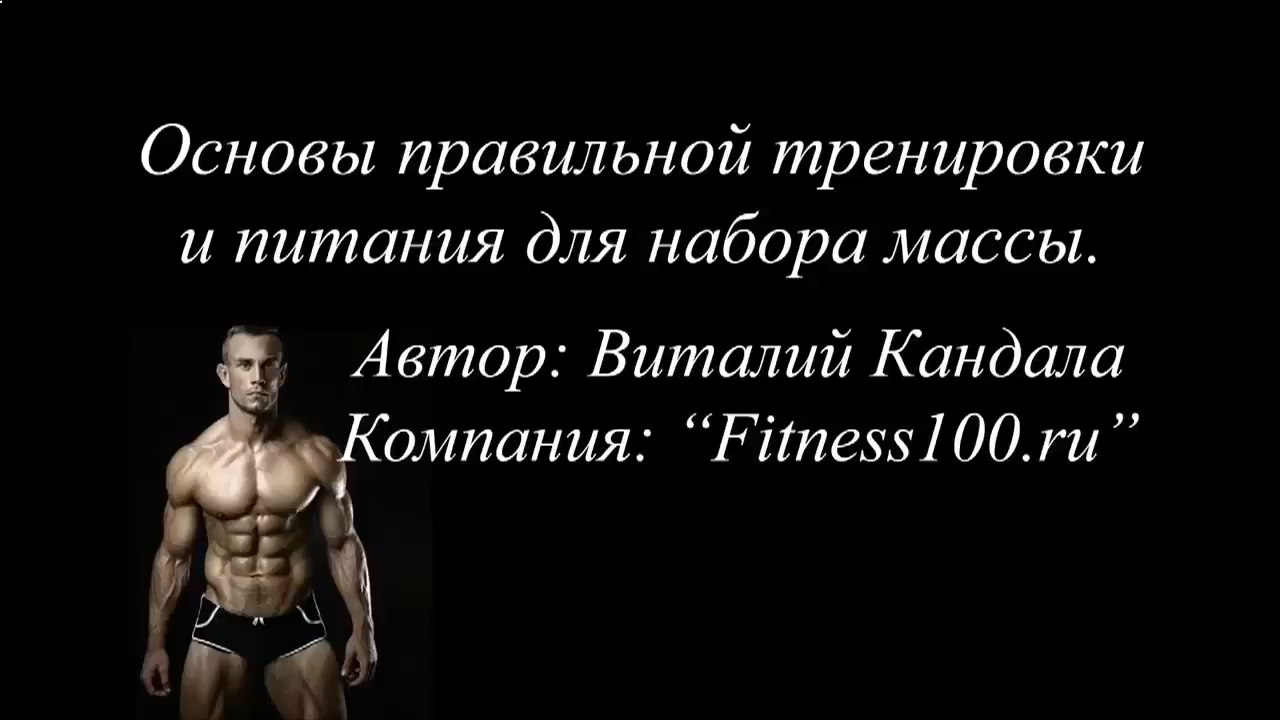 Основы правильной тренировки
и питания для набора массы.
Автор: Виталий Кандала
Компания: “Fitness100.ru”